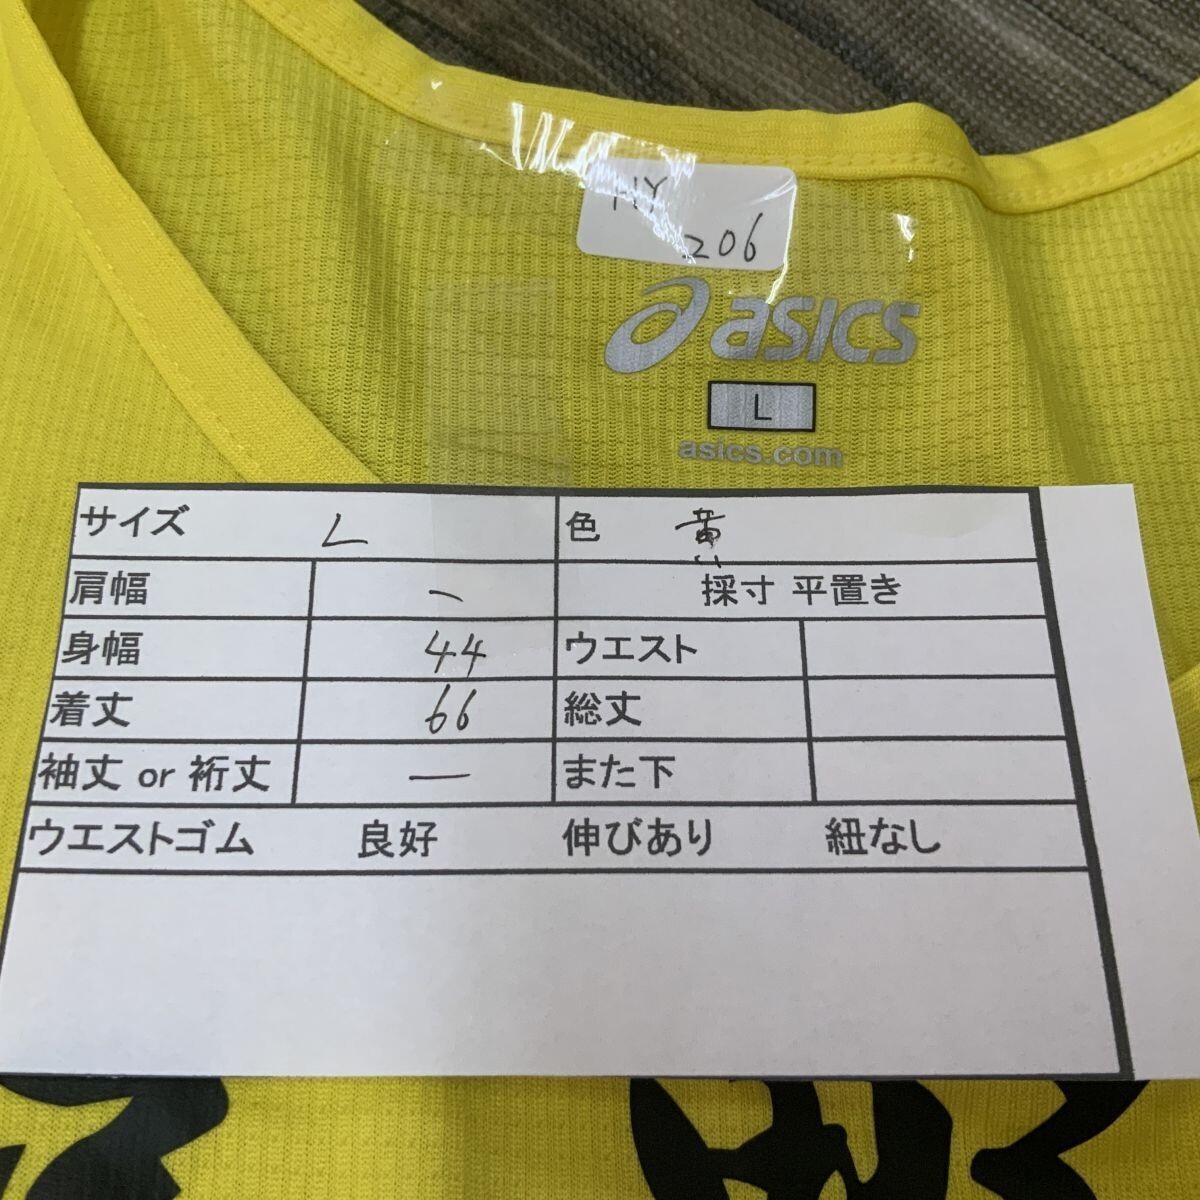 HY
206
asics
L
asics.com
サイズ L 色 黄
肩幅 - 採寸 平置き
身幅 44 ウエスト
着丈 66 総丈
袖丈 or 裄丈 — また下
ウエストゴム 良好 伸びあり 紐なし